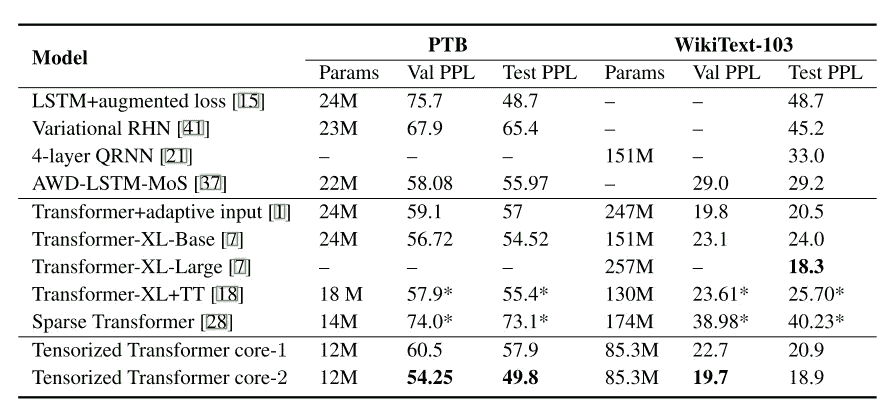 Model PTB WikiText-103
Params Val PPL Test PPL Params Val PPL Test PPL
LSTM+augmented loss [15] 24M 75.7 48.7 – – 48.7
Variational RHN [41] 23M 67.9 65.4 – – 45.2
4-layer QRNN [21] – – – 151M – 33.0
AWD-LSTM-MoS [37] 22M 58.08 55.97 – 29.0 29.2
Transformer+adaptive input [1] 24M 59.1 57 247M 19.8 20.5
Transformer-XL-Base [7] 24M 56.72 54.52 151M 23.1 24.0
Transformer-XL-Large [7] – – – 257M – 18.3
Transformer-XL+TT [18] 18 M 57.9* 55.4* 130M 23.61* 25.70*
Sparse Transformer [28] 14M 74.0* 73.1* 174M 38.98* 40.23*
Tensorized Transformer core-1 12M 60.5 57.9 85.3M 22.7 20.9
Tensorized Transformer core-2 12M 54.25 49.8 85.3M 19.7 18.9